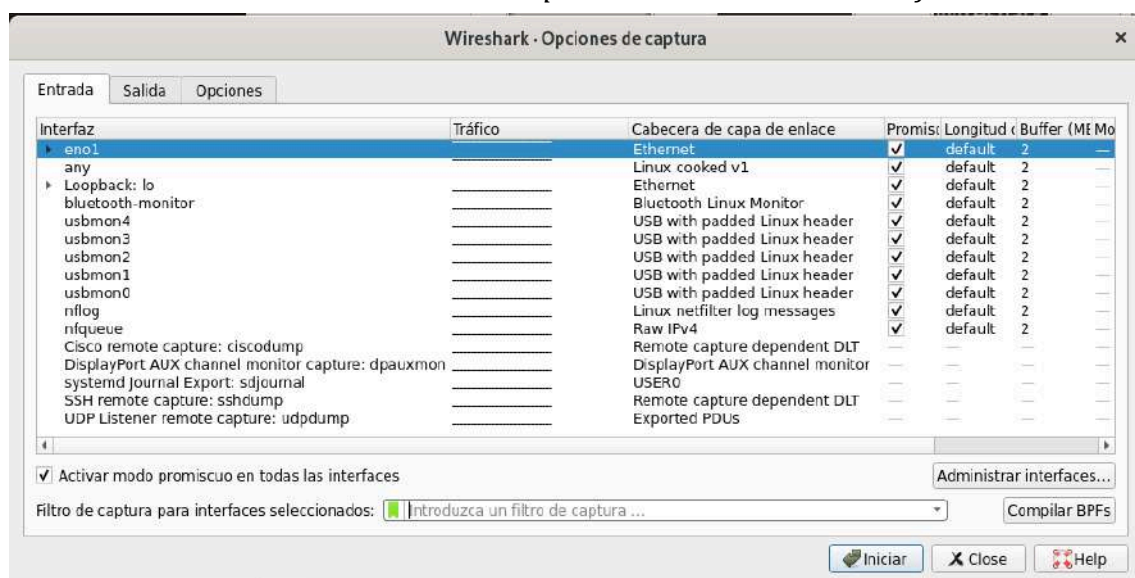 Wireshark · Opciones de captura
Entrada Salida Opciones
Interfaz Tráfico Cabecera de capa de enlace Promisc Longitud Buffer (ME Mo
eno1 Ethernet default 2 —
any Linux cooked v1 default 2 —
Loopback: lo Ethernet default 2 —
bluetooth-monitor Bluetooth Linux Monitor default 2 —
usbmon4 USB with padded Linux header default 2 —
usbmon3 USB with padded Linux header default 2 —
usbmon2 USB with padded Linux header default 2 —
usbmon1 USB with padded Linux header default 2 —
usbmon0 USB with padded Linux header default 2 —
nflog Linux netfilter log messages default 2 —
nfqueue Raw IPv4 default 2 —
Cisco remote capture: ciscodump Remote capture dependent DLT — — — —
DisplayPort AUX channel monitor capture: dpauxmon DisplayPort AUX channel monitor — — — —
systemd Journal Export: sdjournal USER0 — — — —
SSH remote capture: sshdump Remote capture dependent DLT — — — —
UDP Listener remote capture: udpdump Exported PDUs — — — —
Activar modo promiscuo en todas las interfaces Administrar interfaces...
Filtro de captura para interfaces seleccionados: Introduzca un filtro de captura ... Compilar BPFs
Iniciar Close Help